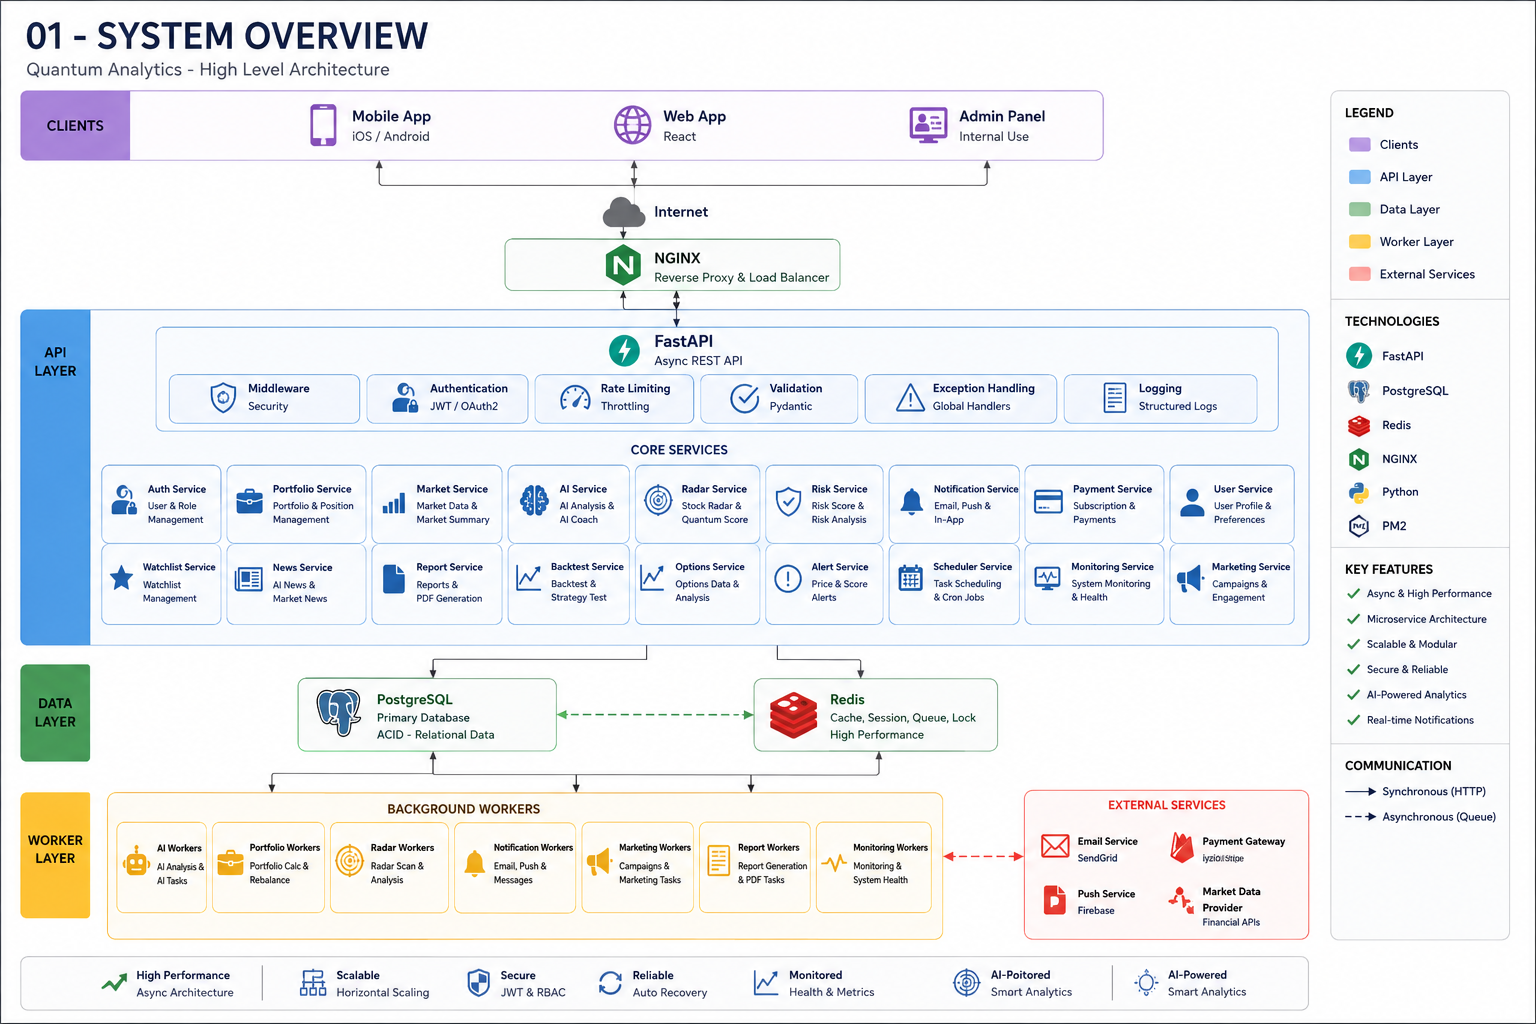 01 - SYSTEM OVERVIEW
Quantum Analytics - High Level Architecture
CLIENTS
Mobile App
iOS / Android
Web App
React
Admin Panel
Internal Use
Internet
NGINX
Reverse Proxy & Load Balancer
API
LAYER
FastAPI
Async REST API
Middleware
Security
Authentication
JWT / OAuth2
Rate Limiting
Throttling
Validation
Pydantic
Exception Handling
Global Handlers
Logging
Structured Logs
CORE SERVICES
Auth Service
User & Role
Management
Portfolio Service
Portfolio & Position
Management
Market Service
Market Data &
Market Summary
AI Service
AI Analysis &
AI Coach
Radar Service
Stock Radar &
Quantum Score
Risk Service
Risk Score &
Risk Analysis
Notification Service
Email, Push &
In-App
Payment Service
Subscription &
Payments
User Service
User Profile &
Preferences
Watchlist Service
Watchlist
Management
News Service
AI News &
Market News
Report Service
Reports &
PDF Generation
Backtest Service
Backtest &
Strategy Test
Options Service
Options Data &
Analysis
Alert Service
Price & Score
Alerts
Scheduler Service
Task Scheduling
& Cron Jobs
Monitoring Service
System Monitoring
& Health
Marketing Service
Campaigns &
Engagement
DATA
LAYER
PostgreSQL
Primary Database
ACID - Relational Data
Redis
Cache, Session, Queue, Lock
High Performance
WORKER
LAYER
BACKGROUND WORKERS
AI Workers
AI Analysis &
AI Tasks
Portfolio Workers
Portfolio Calc &
Rebalance
Radar Workers
Radar Scan &
Analysis
Notification Workers
Email, Push &
Messages
Marketing Workers
Campaigns &
Marketing Tasks
Report Workers
Report Generation
& PDF Tasks
Monitoring Workers
Monitoring &
System Health
EXTERNAL SERVICES
Email Service
SendGrid
Payment Gateway
Push Service
Firebase
Market Data
Provider
Financial APIs
High Performance
Async Architecture
Scalable
Horizontal Scaling
Secure
JWT & RBAC
Reliable
Auto Recovery
Monitored
Health & Metrics
AI-Poitored
Smart Analytics
AI-Powered
Smart Analytics
LEGEND
Clients
API Layer
Data Layer
Worker Layer
External Services
TECHNOLOGIES
FastAPI
PostgreSQL
Redis
NGINX
Python
PM2
KEY FEATURES
Async & High Performance
Microservice Architecture
Scalable & Modular
Secure & Reliable
AI-Powered Analytics
Real-time Notifications
COMMUNICATION
Synchronous (HTTP)
Asynchronous (Queue)